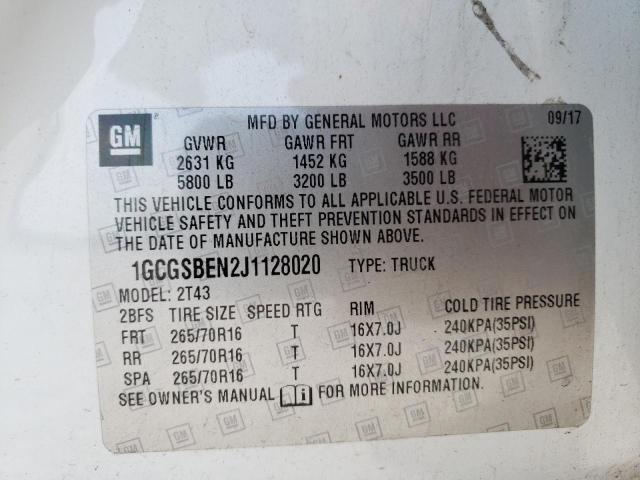 GM MFD BY GENERAL MOTORS LLC 09/17
GVWR GAWR FRT GAWR RR
2631 KG 1452 KG 1588 KG
5800 LB 3200 LB 3500 LB
THIS VEHICLE CONFORMS TO ALL APPLICABLE U.S. FEDERAL MOTOR
VEHICLE SAFETY AND THEFT PREVENTION STANDARDS IN EFFECT ON
THE DATE OF MANUFACTURE SHOWN ABOVE.
1GCGSBEN2J1128020 TYPE: TRUCK
MODEL: 2T43
2BFS TIRE SIZE SPEED RTG RIM COLD TIRE PRESSURE
FRT 265/70R16 T 16X7.0J 240KPA(35PSI)
RR 265/70R16 T 16X7.0J 240KPA(35PSI)
SPA 265/70R16 T 16X7.0J 240KPA(35PSI)
SEE OWNER'S MANUAL FOR MORE INFORMATION.